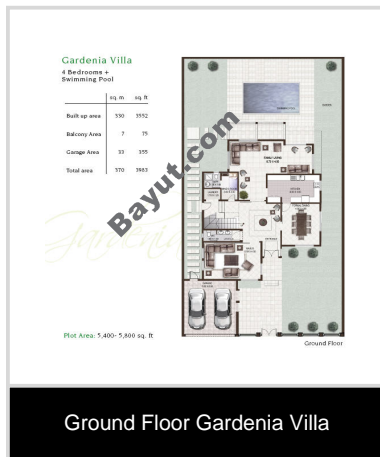 Gardenia Villa
4 Bedrooms +
Swimming Pool
sq. m sq. ft
Built up area 330 3552
Balcony Area 7 75
Garage Area 33 355
Total area 370 3983
Bayut.com
Gardenia
Plot Area: 5,400- 5,800 sq. ft
Ground Floor
Ground Floor Gardenia Villa